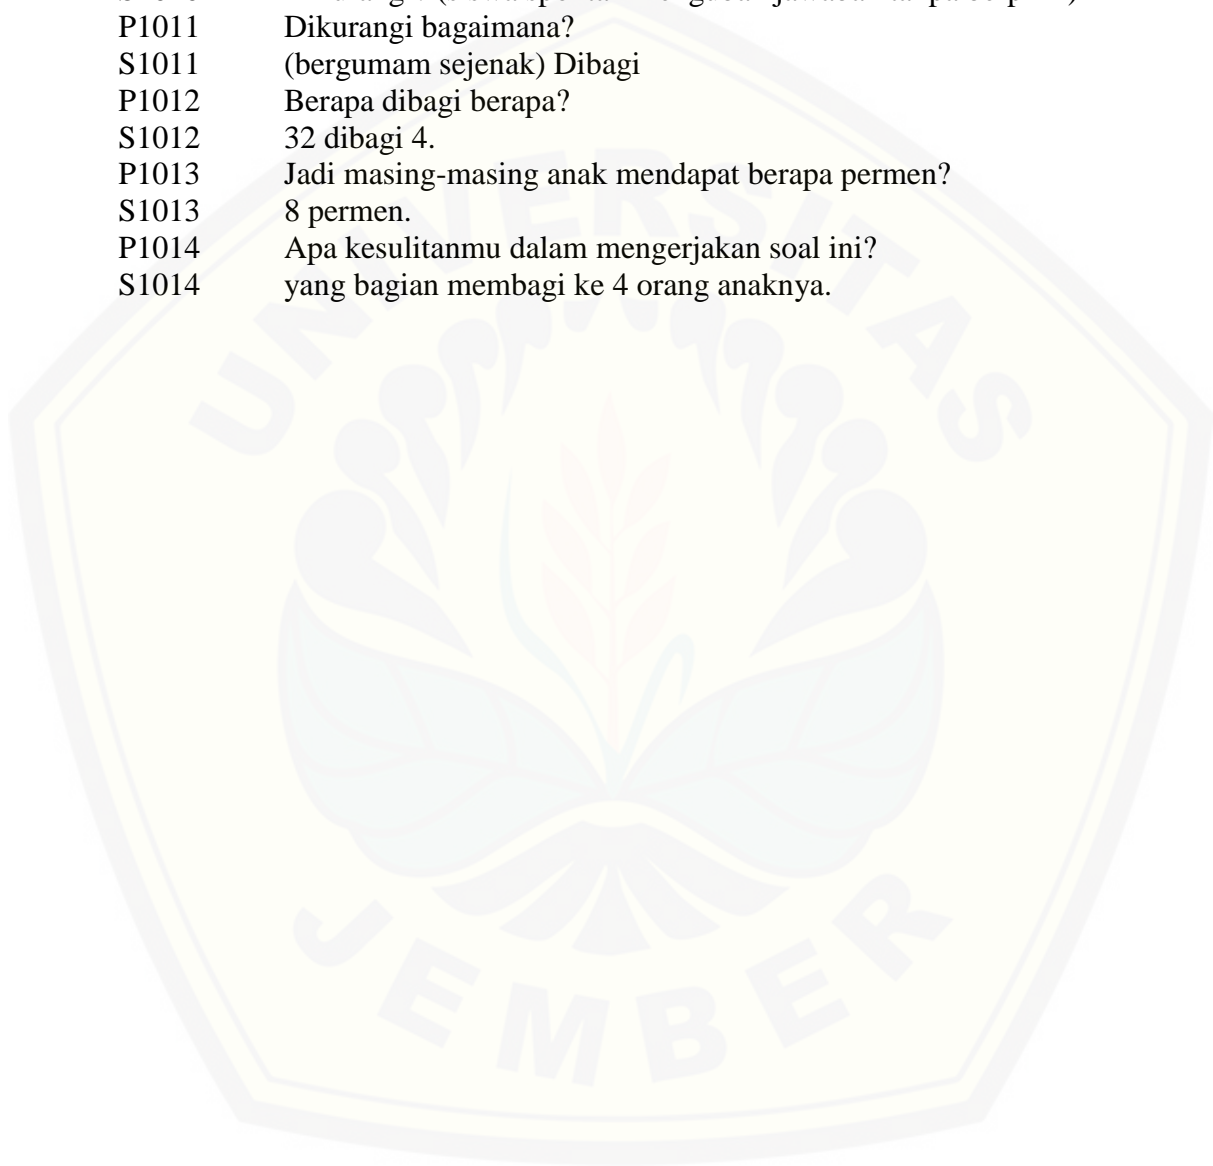 P1011 Dikurangi bagaimana?
S1011 (bergumam sejenak) Dibagi
P1012 Berapa dibagi berapa?
S1012 32 dibagi 4.
P1013 Jadi masing-masing anak mendapat berapa permen?
S1013 8 permen.
P1014 Apa kesulitanmu dalam mengerjakan soal ini?
S1014 yang bagian membagi ke 4 orang anaknya.
UNIVERSITAS
JEMBER